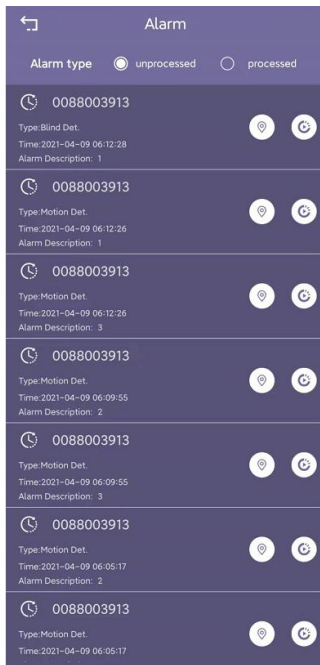 Alarm
Alarm type unprocessed processed
0088003913
Type:Blind Det.
Time:2021-04-09 06:12:28
Alarm Description: 1
0088003913
Type:Motion Det.
Time:2021-04-09 06:12:26
Alarm Description: 1
0088003913
Type:Motion Det.
Time:2021-04-09 06:12:26
Alarm Description: 3
0088003913
Type:Motion Det.
Time:2021-04-09 06:09:55
Alarm Description: 2
0088003913
Type:Motion Det.
Time:2021-04-09 06:09:55
Alarm Description: 3
0088003913
Type:Motion Det.
Time:2021-04-09 06:05:17
Alarm Description: 2
0088003913
Type:Motion Det.
Time:2021-04-09 06:05:17